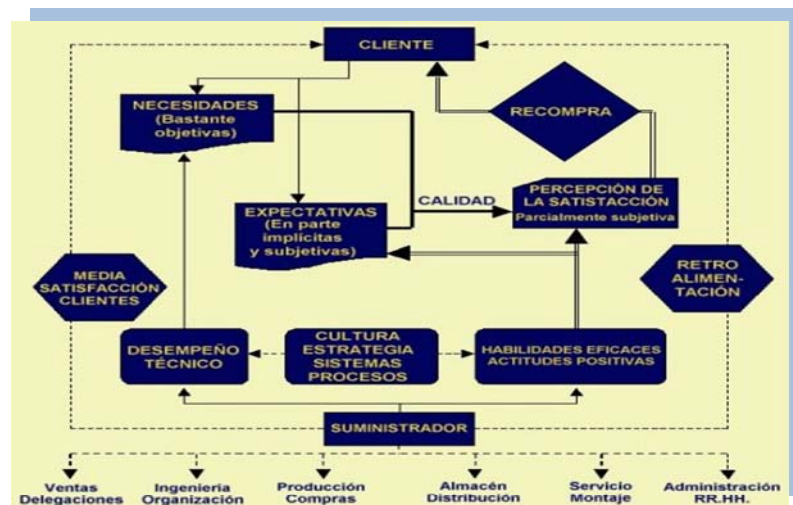 CLIENTE
NECESIDADES
(Bastante
objetivas)
RECOMPRA
CALIDAD
PERCEPCIÓN DE
LA SATISTACCIÓN
Parcialmente subjetiva
EXPECTATIVAS
(En parte
implícitas
y subjetivas)
MEDIA
SATISFACCIÓN
CLIENTES
RETRO
ALIMEN-
TACIÓN
DESEMPEÑO
TÉCNICO
CULTURA
ESTRATEGIA
SISTEMAS
PROCESOS
HABILIDADES EFICACES
ACTITUDES POSITIVAS
SUMINISTRADOR
Ventas
Delegaciones
Ingeniería
Organización
Producción
Compras
Almacén
Distribución
Servicio
Montaje
Administración
RR.HH.